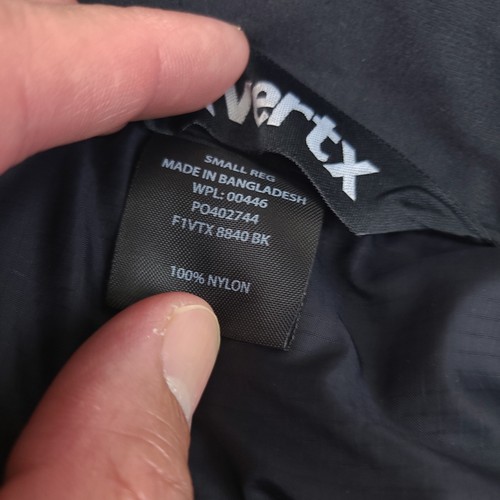 vertx
SMALL REG
MADE IN BANGLADESH
WPL: 00446
PO402744
F1VTX 8840 BK
100% NYLON